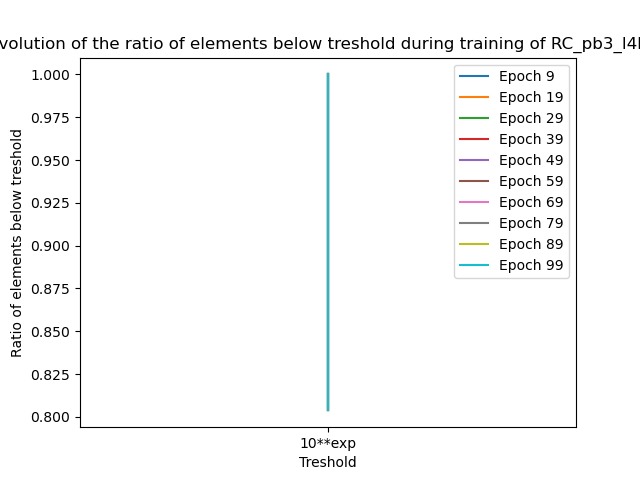 volution of the ratio of elements below treshold during training of RC_pb3_l4
1.000
0.975
0.950
0.925
0.900
0.875
0.850
0.825
0.800
Ratio of elements below treshold
Epoch 9
Epoch 19
Epoch 29
Epoch 39
Epoch 49
Epoch 59
Epoch 69
Epoch 79
Epoch 89
Epoch 99
10**exp
Treshold